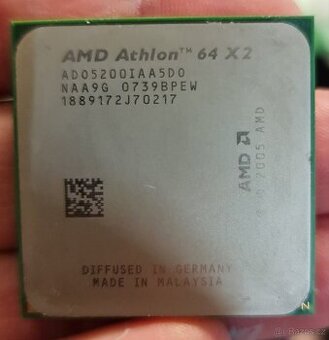 AMD Athlon™ 64 X2
ADO5200IAA5DO
NAA9G 0739BPEW
1889172J70217
AMD
© 2005 AMD
DIFFUSED IN GERMANY
MADE IN MALAYSIA
N